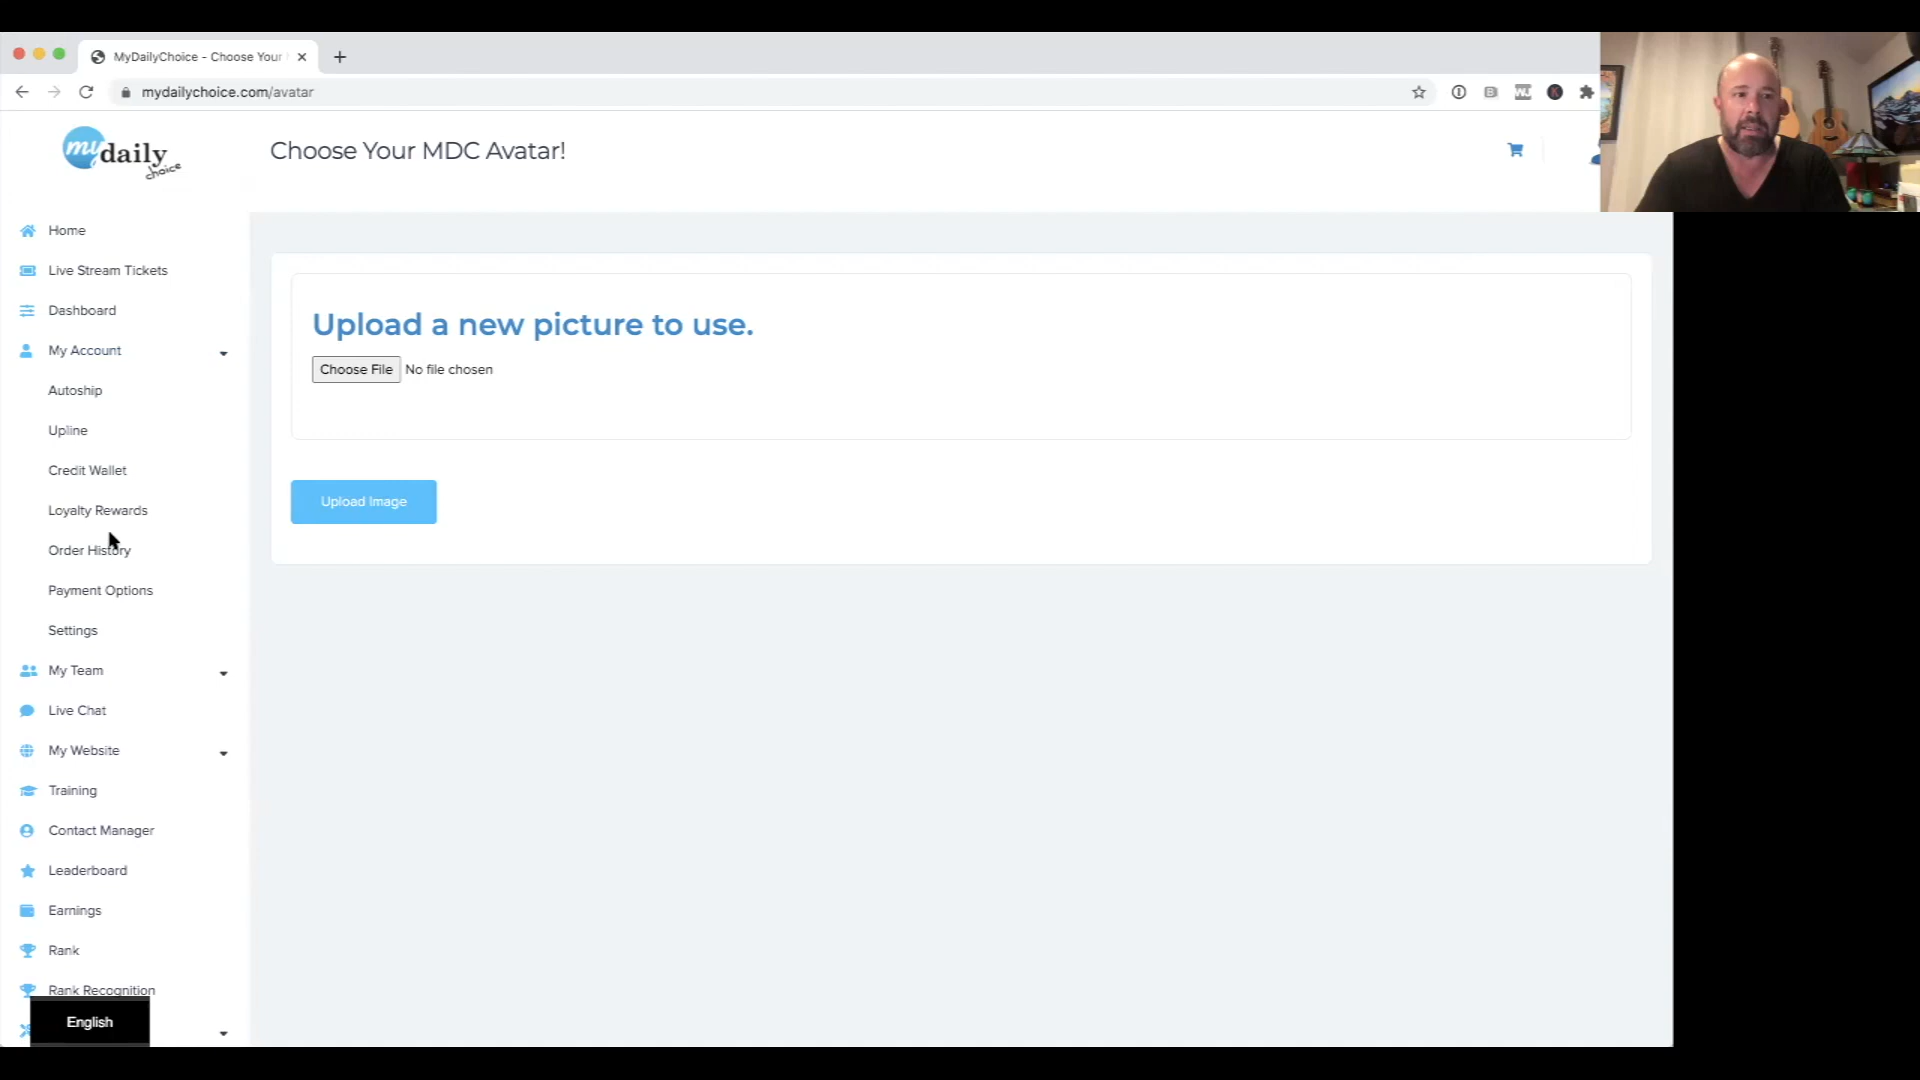 MyDailyChoice - Choose Your
mydailychoice.com/avatar
my daily choice
Choose Your MDC Avatar!
Home
Live Stream Tickets
Dashboard
My Account
Autoship
Upline
Credit Wallet
Loyalty Rewards
Order History
Payment Options
Settings
My Team
Live Chat
My Website
Training
Contact Manager
Leaderboard
Earnings
Rank
Rank Recognition
English
Upload a new picture to use.
Choose File No file chosen
Upload Image